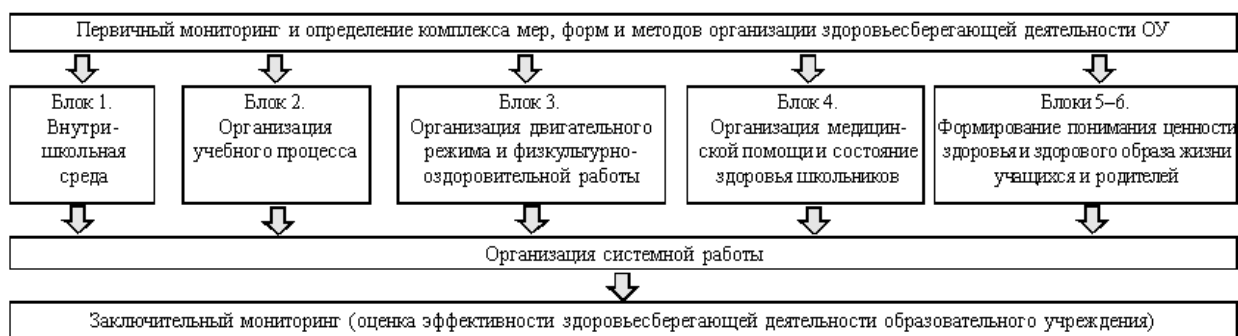 Первичный мониторинг и определение комплекса мер, форм и методов организации здоровьесберегающей деятельности ОУ
Блок 1.
Внутри-
школьная
среда
Блок 2.
Организация
учебного процесса
Блок 3.
Организация двигательного
режима и физкультурно-
оздоровительной работы
Блок 4.
Организация медицин-
ской помощи и состояние
здоровья школьников
Блоки 5–6.
Формирование понимания ценности
здоровья и здорового образа жизни
учащихся и родителей
Организация системной работы
Заключительный мониторинг (оценка эффективности здоровьесберегающей деятельности образовательного учреждения)